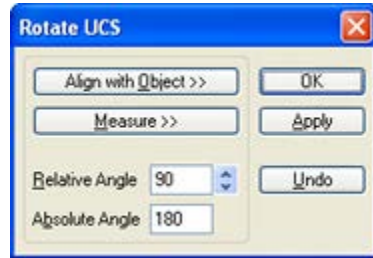 Rotate UCS
Align with Object >>
OK
Measure >>
Apply
Relative Angle 90
Undo
Absolute Angle 180